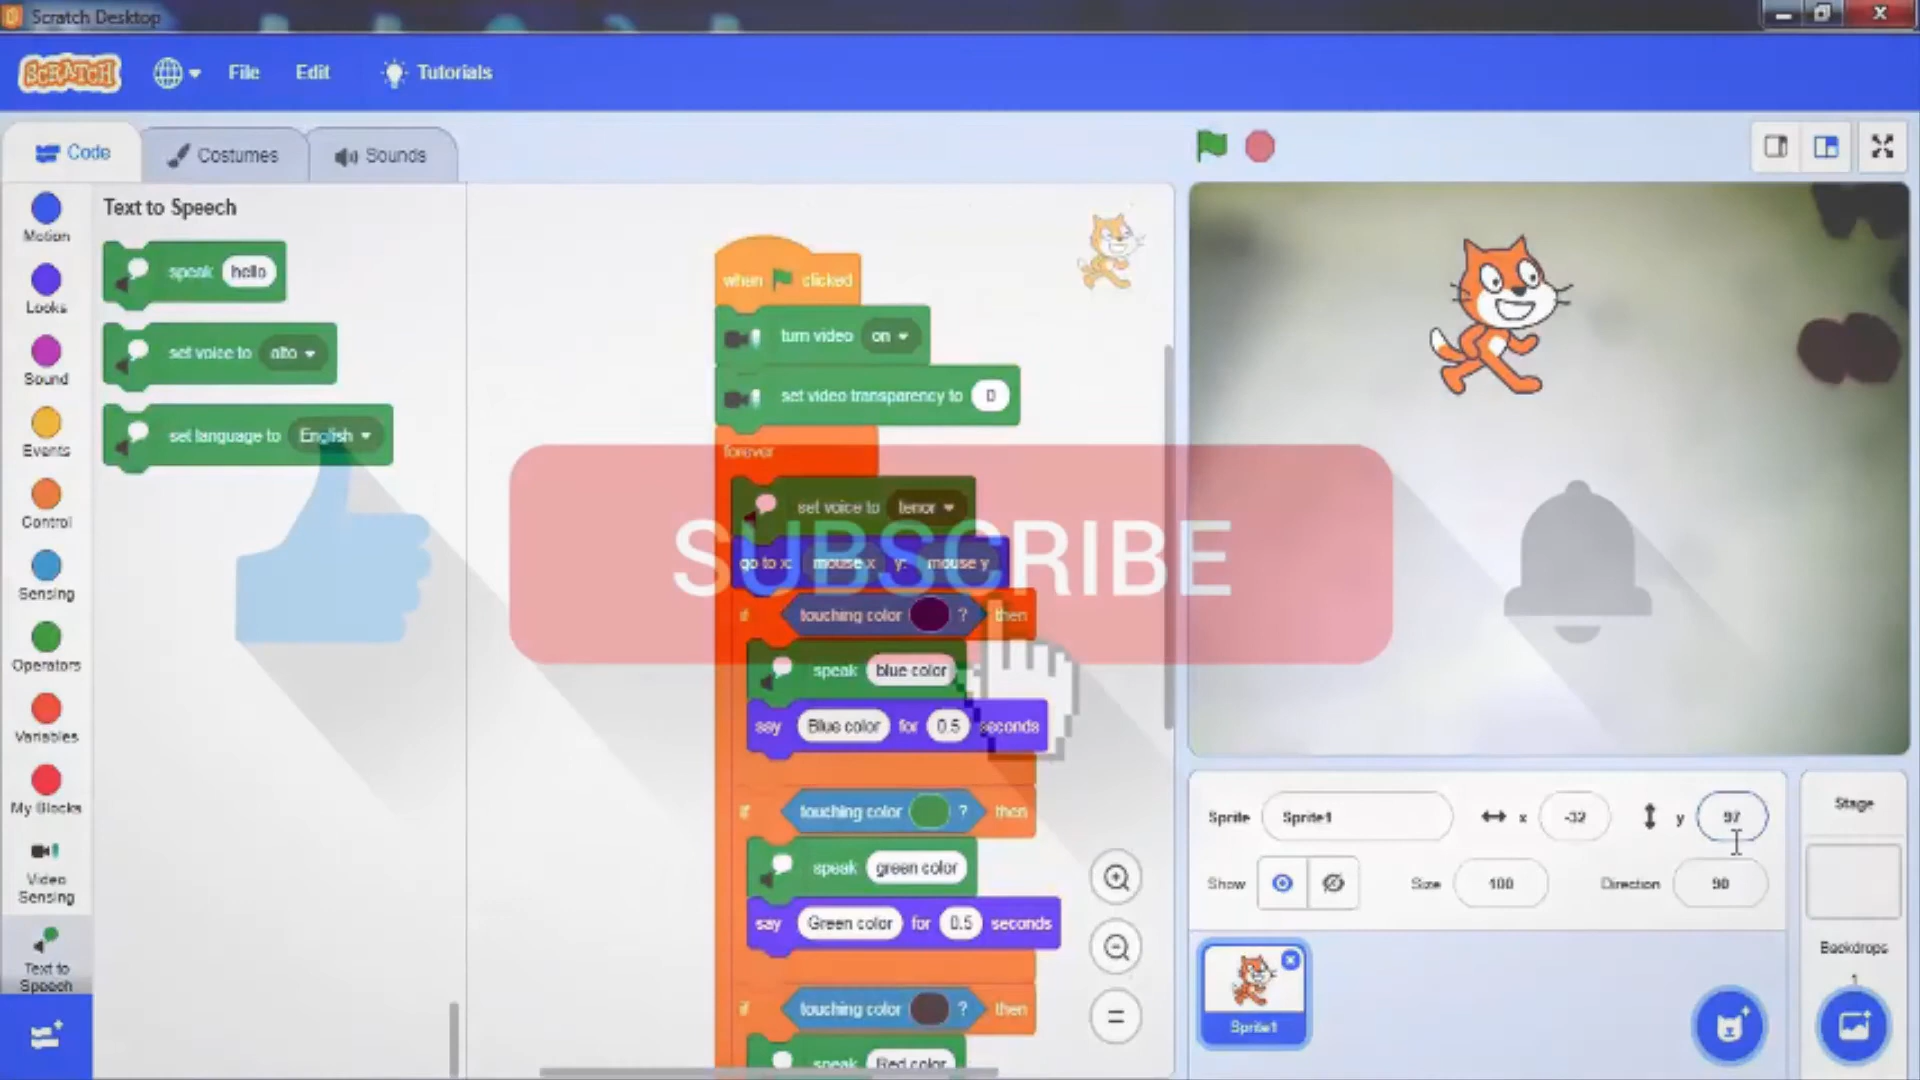 Scratch Desktop
SCRATCH
File
Edit
Tutorials
Code
Costumes
Sounds
Motion
Looks
Sound
Events
Control
Sensing
Operators
Variables
My Blocks
Video
Sensing
Text to
Speech
Text to Speech
speak hello
set voice to alto
set language to English
when clicked
turn video on
set video transparency to 0
forever
set voice to tenor
go to x: mouse x y: mouse y
if touching color ? then
speak blue color
say Blue color for 0.5 seconds
if touching color ? then
speak green color
say Green color for 0.5 seconds
if touching color ? then
speak Red color
SUBSCRIBE
Sprite Sprite1 x -32 y 97
Show Size 100 Direction 90
Sprite1
Stage
Backdrops
1